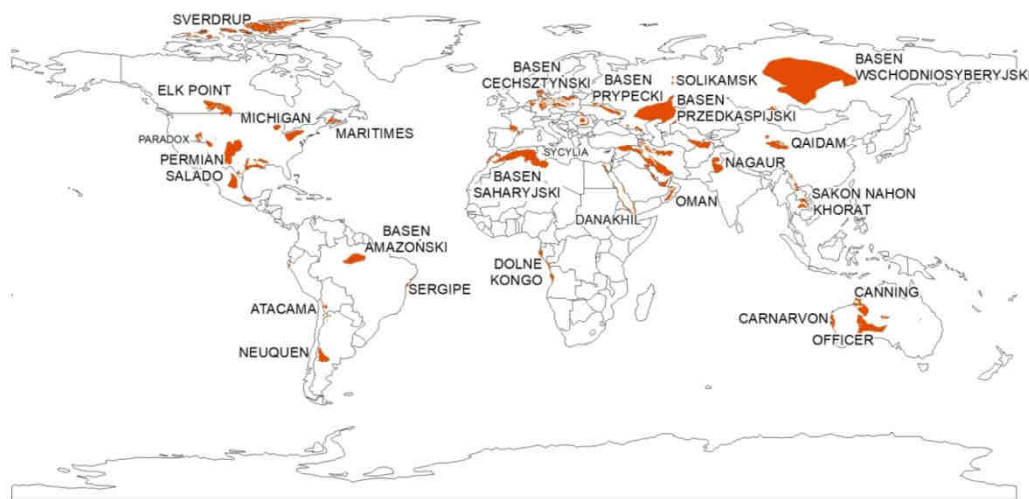 SVERDRUP
ELK POINT
MICHIGAN
MARITIMES
PARADOX
PERMIAN
SALADO
BASEN
AMAZOŃSKI
SERGIPE
ATACAMA
NEUQUEN
BASEN
CECHSZTYŃSKI
BASEN
PRYPECKI
SOLIKAMSK
BASEN
PRZEDKASPIJSKI
BASEN
WSCHODNIOSYBERYJSKI
SYCYLIA
BASEN
SAHARYJSKI
DANAKHIL
OMAN
NAGAUR
QAIDAM
SAKON NAHON
KHORAT
DOLNE
KONGO
CANNING
CARNARVON
OFFICER